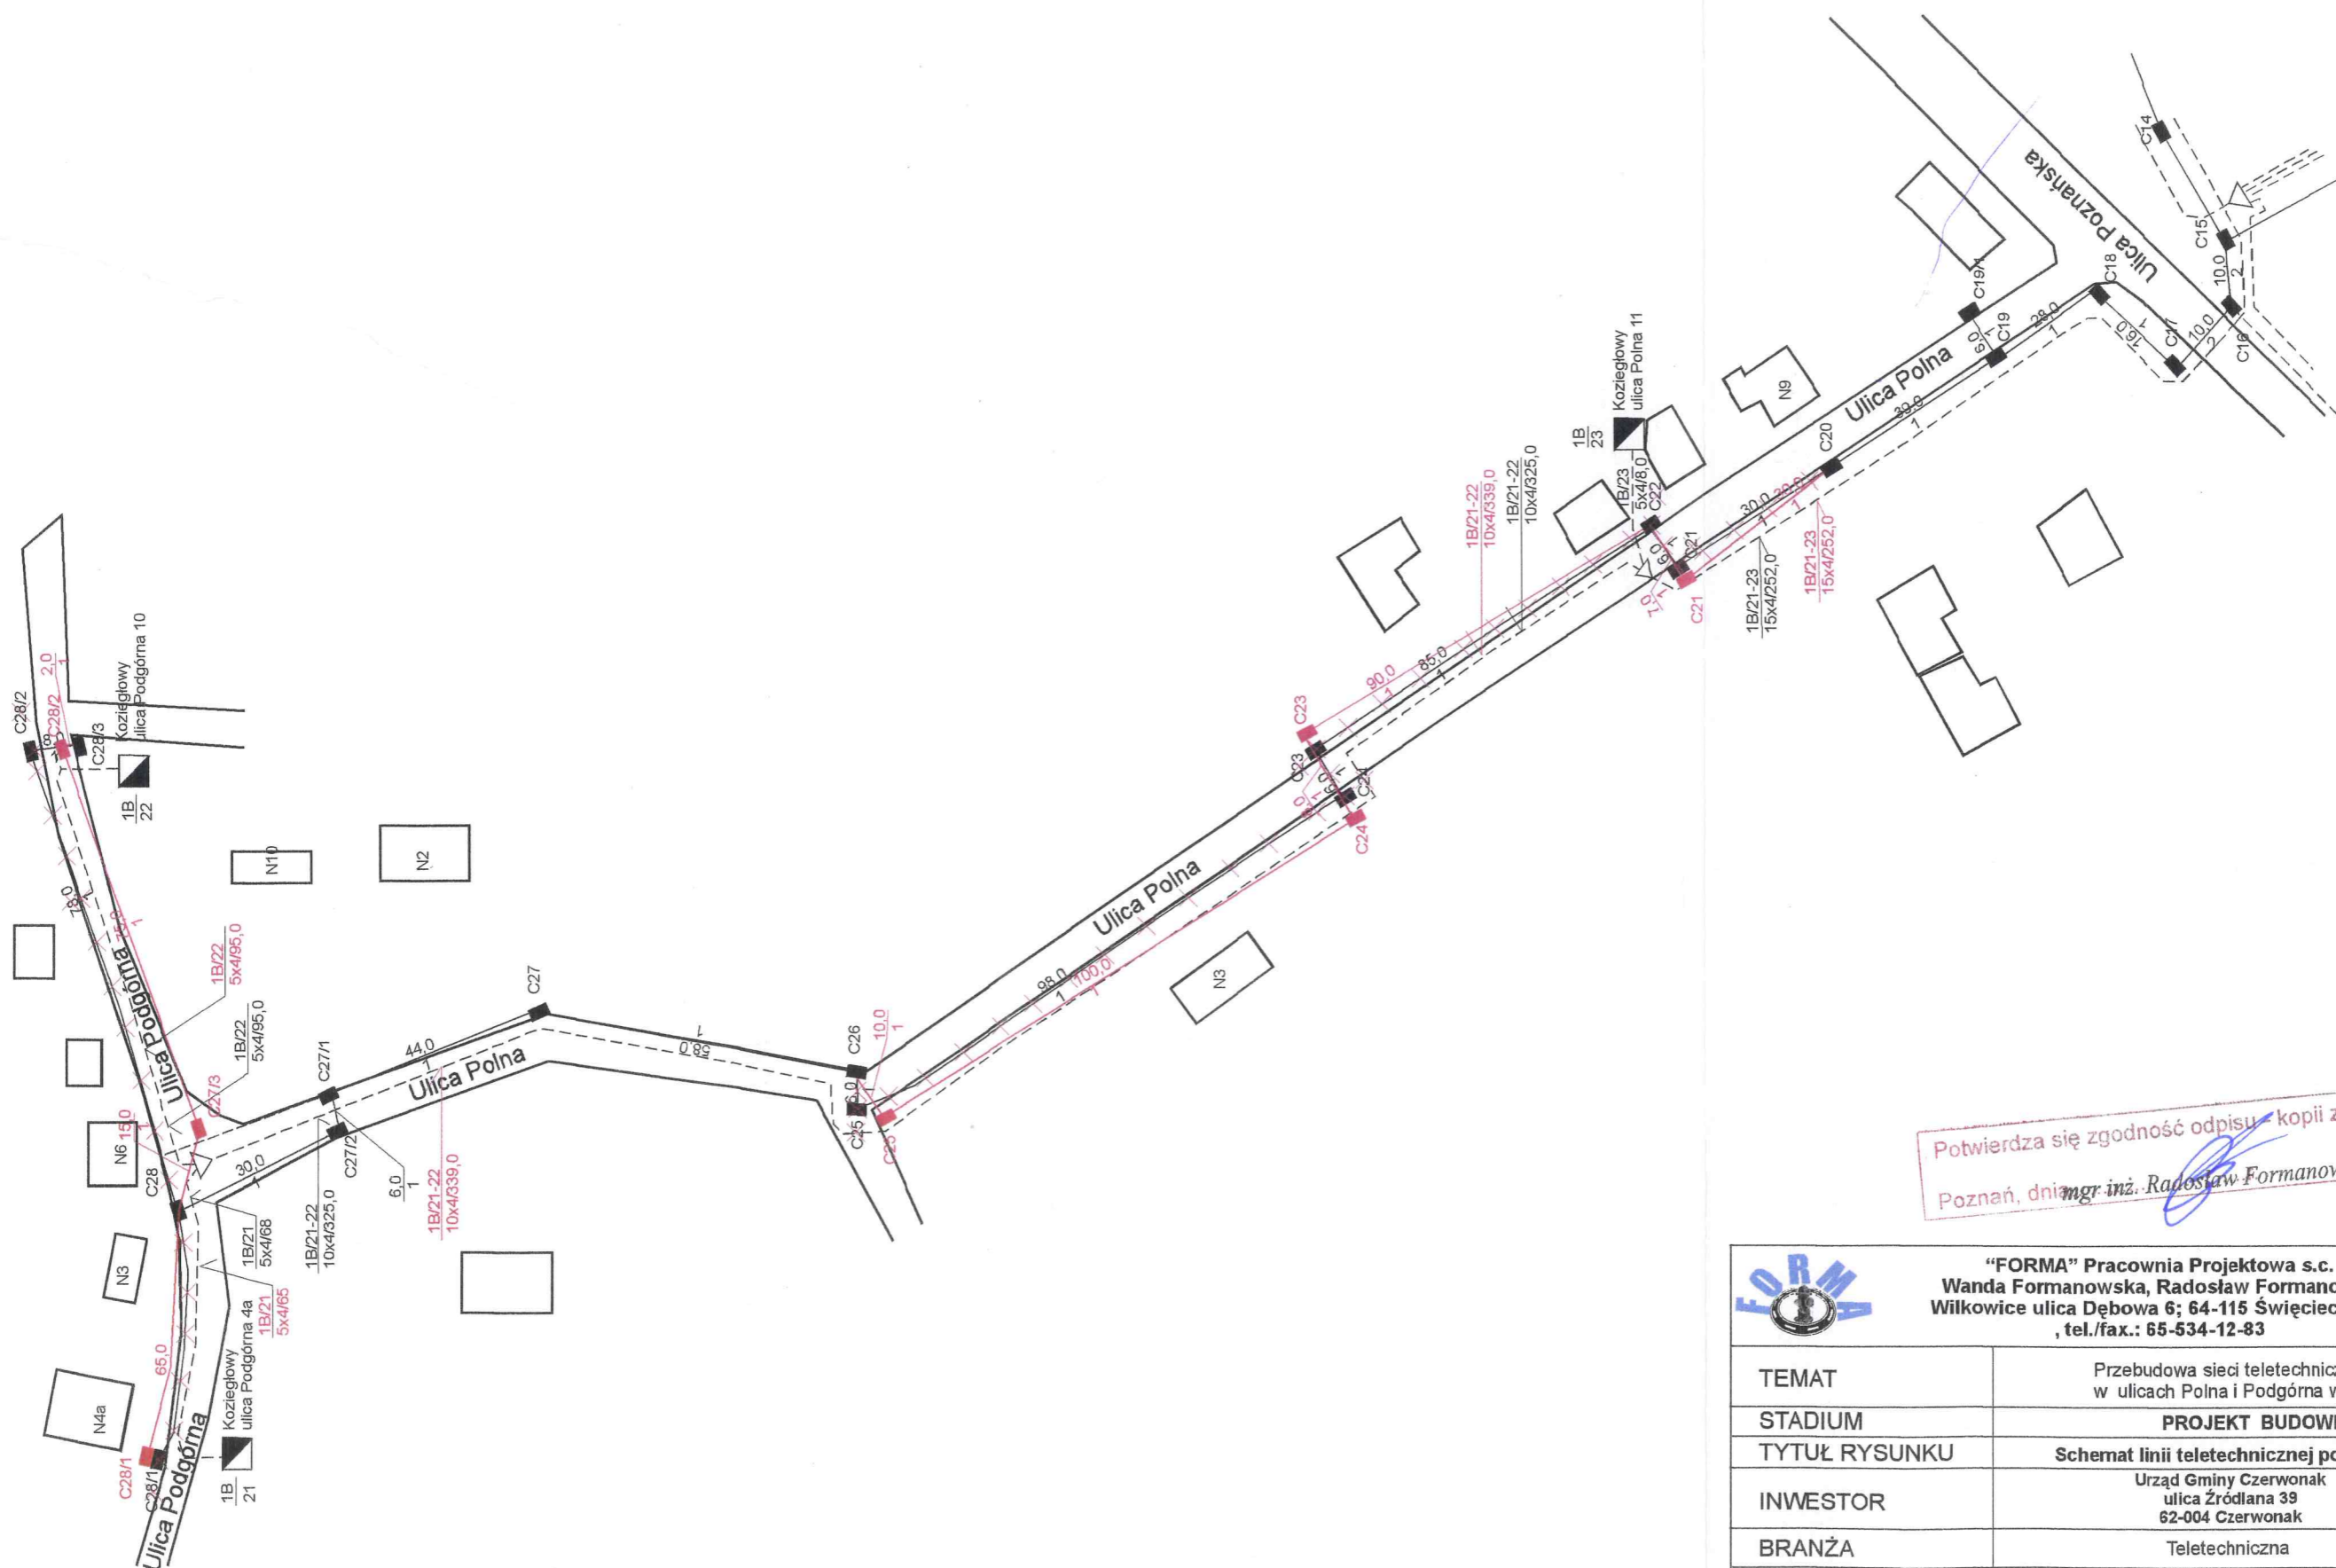 C28/2
2,0
1
C28/2
C28/3
8
Koziegłowy
ulica Podgórna 10
1B
22
78,0
75,0
1
Ulica Podgórna
1B/22
5x4/95,0
1B/22
5x4/95,0
N10
N2
C27
C27/1
44,0
1
Ulica Polna
58,0
1
C27/3
15,0
1
N6
C28
30,0
1
C27/2
6,0
1
1B/21-22
10x4/339,0
1B/21-22
10x4/325,0
1B/21
5x4/68
1B/21
5x4/65
N3
65,0
N4a
C28/1
C28/1
Ulica Podgórna
Koziegłowy
ulica Podgórna 4a
1B
21
C26
6,0
C25
C25
10,0
1
98,0
1
100,0
1
Ulica Polna
N3
C23
C23
6,0
1
C24
C24
90,0
1
85,0
1
1B/21-22
10x4/339,0
1B/21-22
10x4/325,0
1B
23
Koziegłowy
ulica Polna 11
1B/23
5x4/8,0
C22
6,0
1
C21
7,0
1
C21
30,0
1
30,0
1
1B/21-23
15x4/252,0
1B/21-23
15x4/252,0
N9
Ulica Polna
C20
39,0
1
C19/1
6,0
1
C19
28,0
1
C18
16,0
1
C17
10,0
2
C16
10,0
2
C15
C14
Ulica Poznańska
Potwierdza się zgodność odpisu - kopii z
Poznań, dnia
mgr inż. Radosław Formanow
FORMA
“FORMA” Pracownia Projektowa s.c.
Wanda Formanowska, Radosław Formano
Wilkowice ulica Dębowa 6; 64-115 Święciec
, tel./fax.: 65-534-12-83
TEMAT
Przebudowa sieci teletechnic
w ulicach Polna i Podgórna w
STADIUM
PROJEKT BUDOW
TYTUŁ RYSUNKU
Schemat linii teletechnicznej po
INWESTOR
Urząd Gminy Czerwonak
ulica Źródlana 39
62-004 Czerwonak
BRANŻA
Teletechniczna